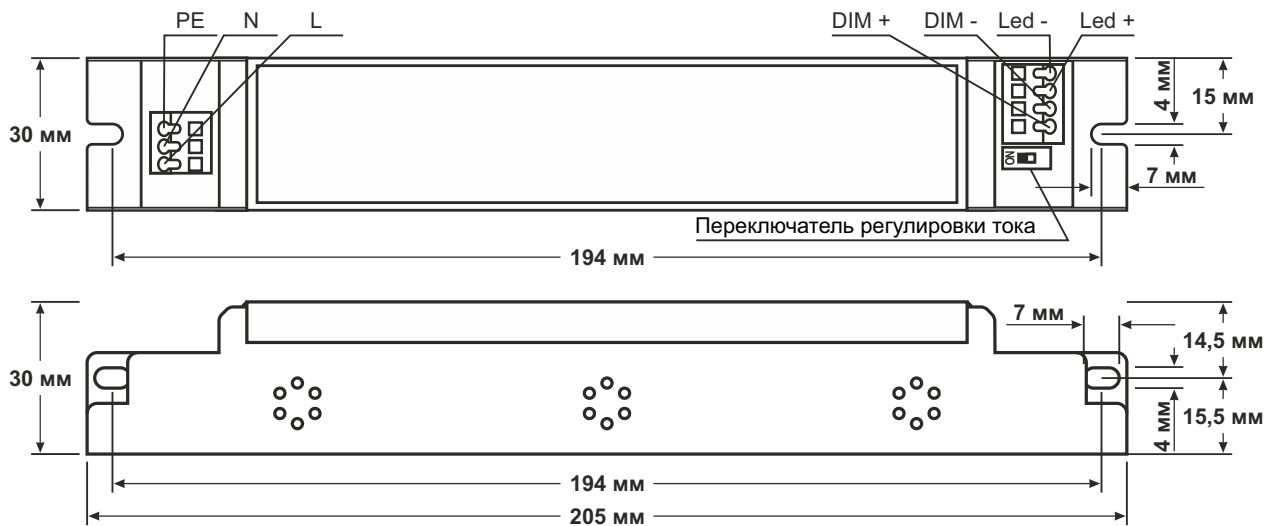 PE N L DIM + DIM - Led - Led +
30 мм
4 мм
15 мм
ON
7 мм
Переключатель регулировки тока
194 мм
7 мм
14,5 мм
30 мм
4 мм
15,5 мм
194 мм
205 мм